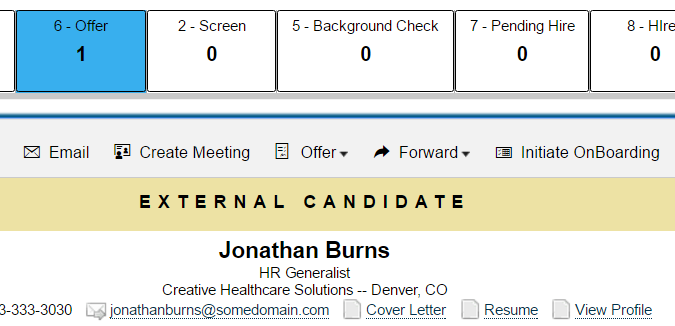 6 - Offer 2 - Screen 5 - Background Check 7 - Pending Hire 8 - HIre
1 0 0 0 0
Email Create Meeting Offer Forward Initiate OnBoarding
EXTERNAL CANDIDATE
Jonathan Burns
HR Generalist
Creative Healthcare Solutions -- Denver, CO
3-333-3030 jonathanburns@somedomain.com Cover Letter Resume View Profile